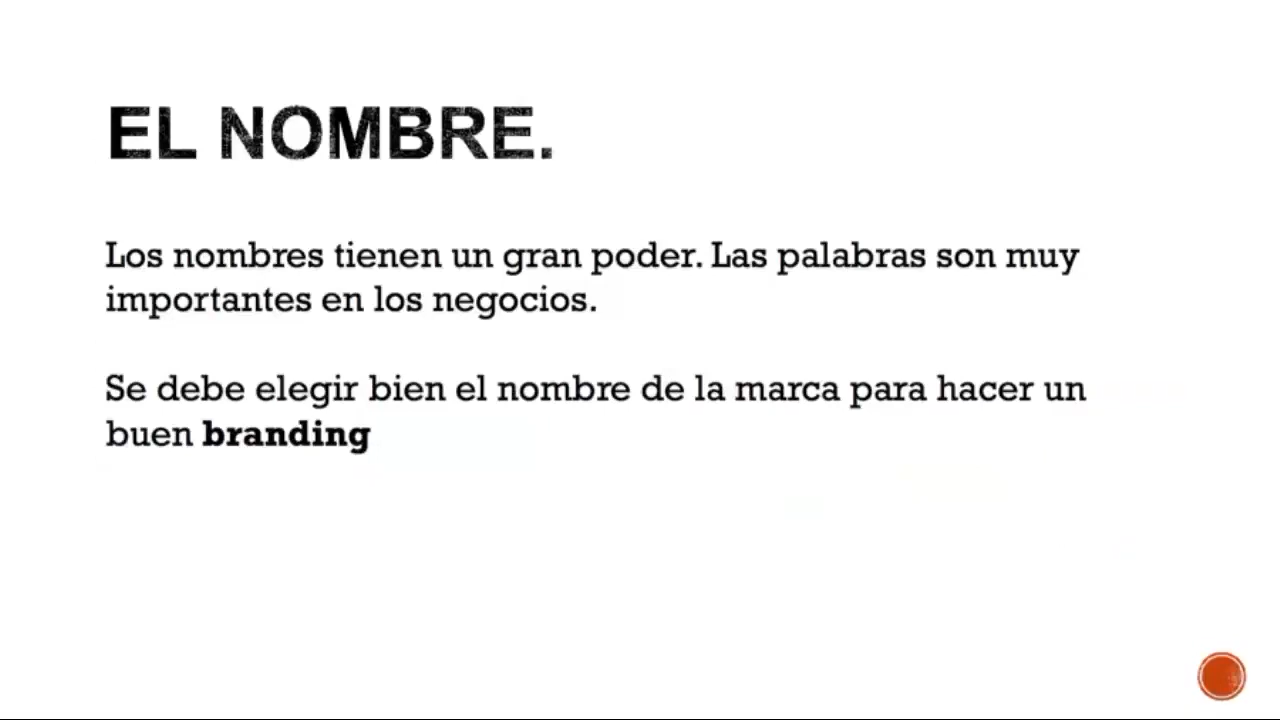 EL NOMBRE.
Los nombres tienen un gran poder. Las palabras son muy
importantes en los negocios.
Se debe elegir bien el nombre de la marca para hacer un
buen branding